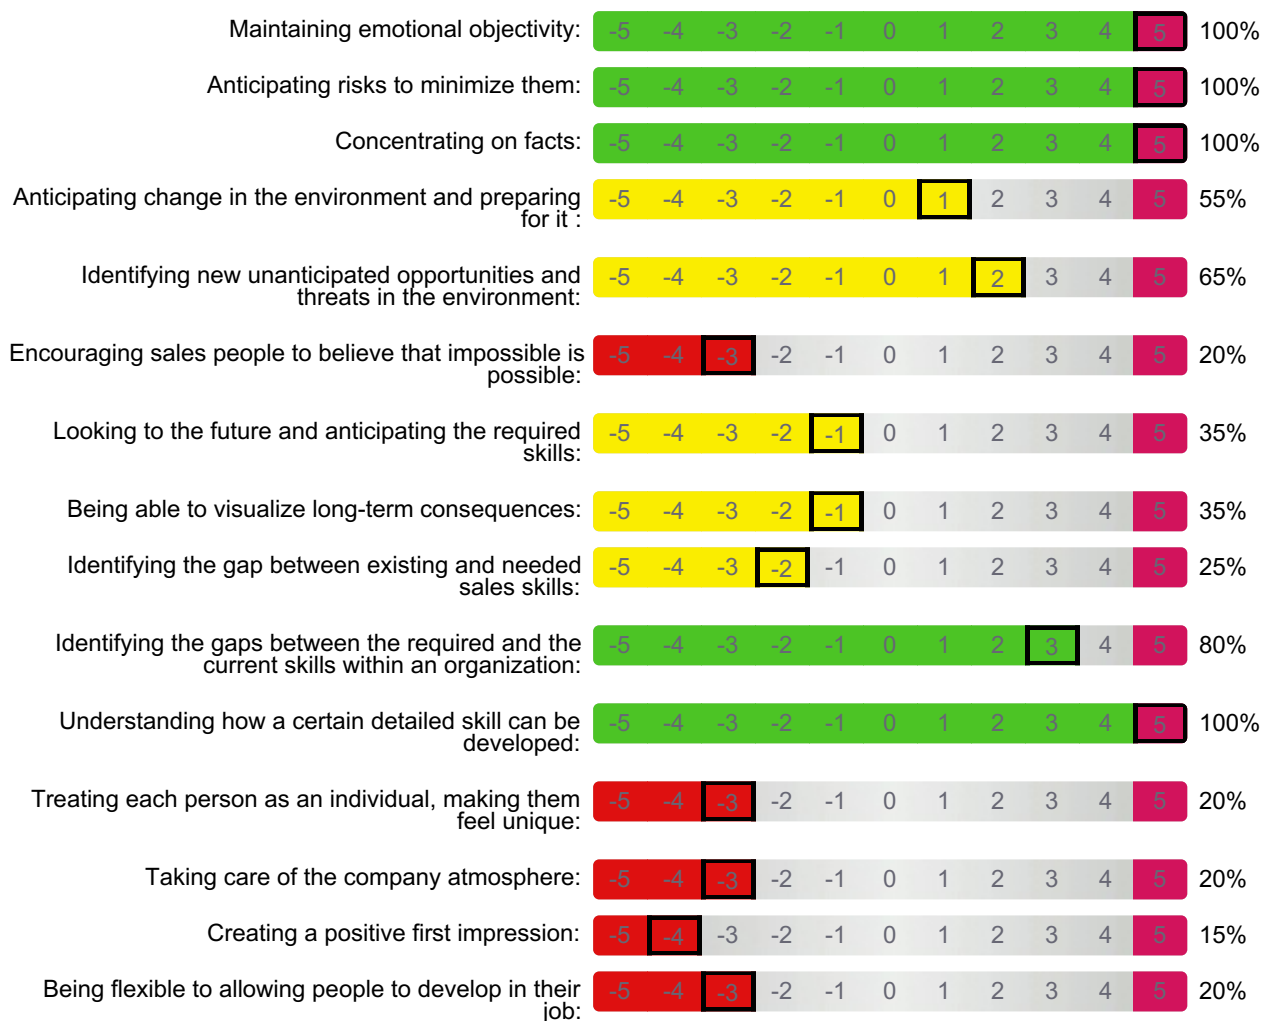 Maintaining emotional objectivity: -5 -4 -3 -2 -1 0 1 2 3 4 5 100%
Anticipating risks to minimize them: -5 -4 -3 -2 -1 0 1 2 3 4 5 100%
Concentrating on facts: -5 -4 -3 -2 -1 0 1 2 3 4 5 100%
Anticipating change in the environment and preparing
for it : -5 -4 -3 -2 -1 0 1 2 3 4 5 55%
Identifying new unanticipated opportunities and
threats in the environment: -5 -4 -3 -2 -1 0 1 2 3 4 5 65%
Encouraging sales people to believe that impossible is
possible: -5 -4 -3 -2 -1 0 1 2 3 4 5 20%
Looking to the future and anticipating the required
skills: -5 -4 -3 -2 -1 0 1 2 3 4 5 35%
Being able to visualize long-term consequences: -5 -4 -3 -2 -1 0 1 2 3 4 5 35%
Identifying the gap between existing and needed
sales skills: -5 -4 -3 -2 -1 0 1 2 3 4 5 25%
Identifying the gaps between the required and the
current skills within an organization: -5 -4 -3 -2 -1 0 1 2 3 4 5 80%
Understanding how a certain detailed skill can be
developed: -5 -4 -3 -2 -1 0 1 2 3 4 5 100%
Treating each person as an individual, making them
feel unique: -5 -4 -3 -2 -1 0 1 2 3 4 5 20%
Taking care of the company atmosphere: -5 -4 -3 -2 -1 0 1 2 3 4 5 20%
Creating a positive first impression: -5 -4 -3 -2 -1 0 1 2 3 4 5 15%
Being flexible to allowing people to develop in their
job: -5 -4 -3 -2 -1 0 1 2 3 4 5 20%